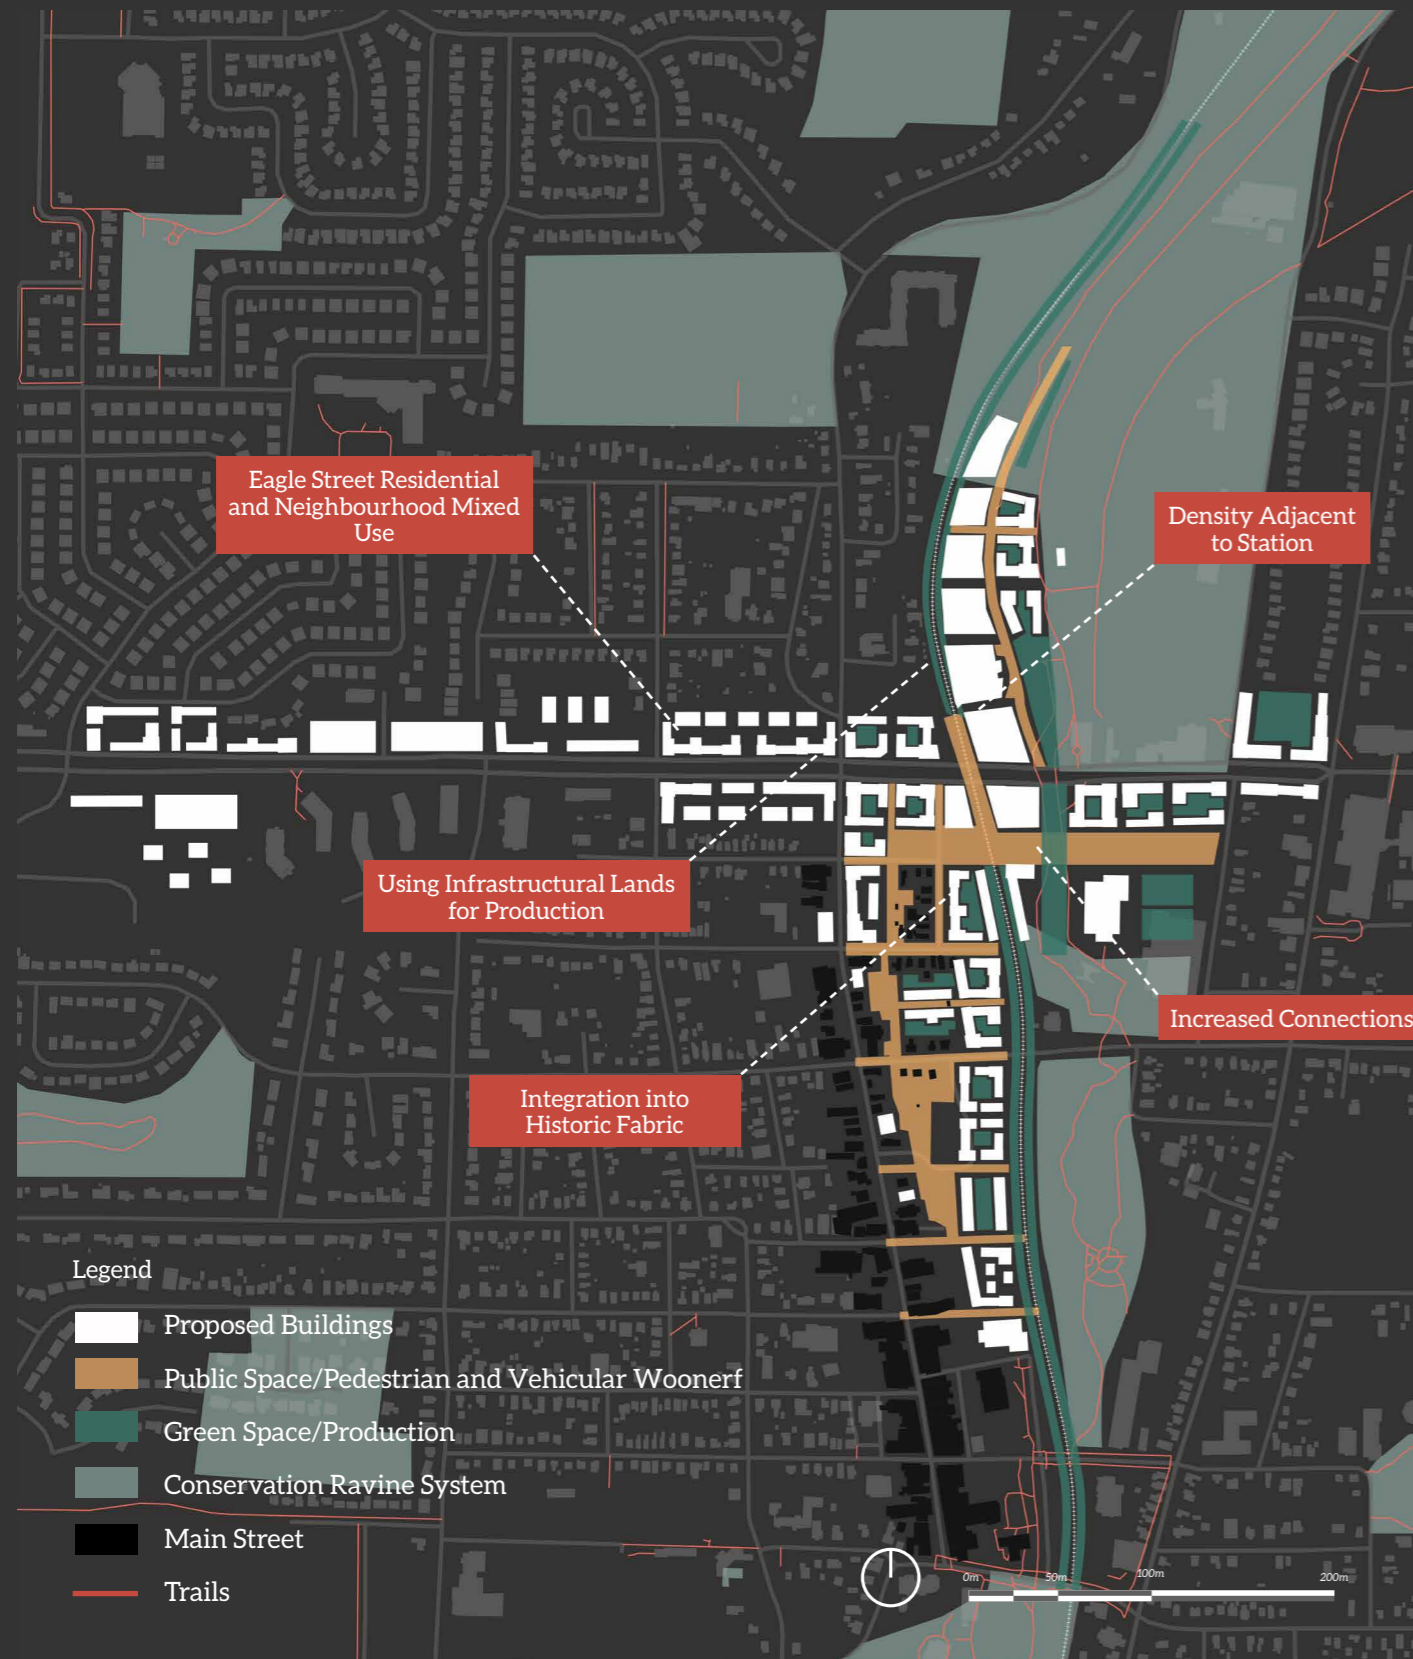 Eagle Street Residential
and Neighbourhood Mixed
Use
Density Adjacent
to Station
Using Infrastructural Lands
for Production
Increased Connections
Integration into
Historic Fabric
Legend
Proposed Buildings
Public Space/Pedestrian and Vehicular Woonerf
Green Space/Production
Conservation Ravine System
Main Street
Trails
0m 50m 100m 200m